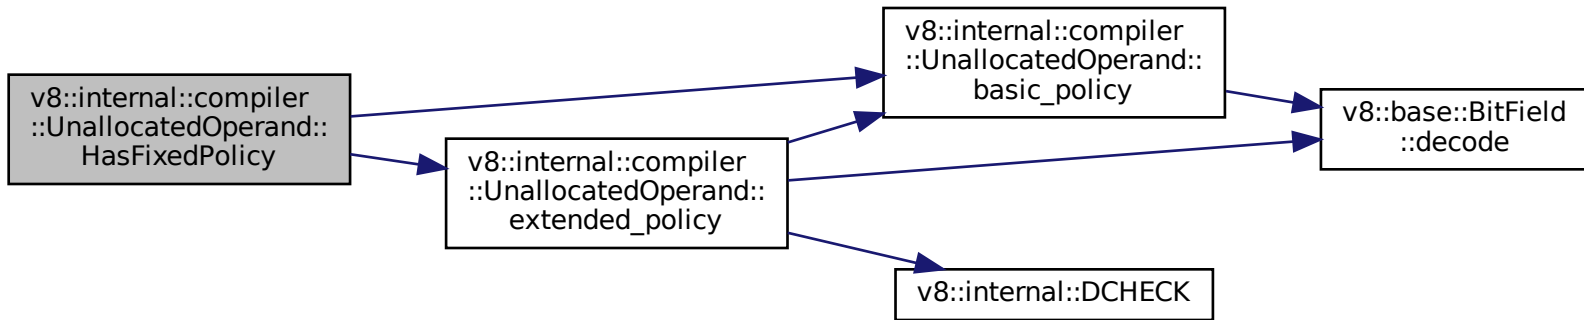 v8::internal::compiler
::UnallocatedOperand::
HasFixedPolicy
v8::internal::compiler
::UnallocatedOperand::
extended_policy
v8::internal::compiler
::UnallocatedOperand::
basic_policy
v8::internal::DCHECK
v8::base::BitField
::decode